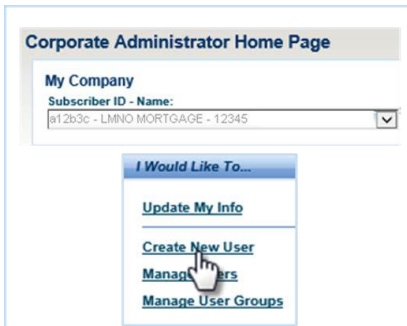 Corporate Administrator Home Page
My Company
Subscriber ID - Name:
a12b3c - LMNO MORTGAGE - 12345
I Would Like To...
Update My Info
Create New User
Manage Users
Manage User Groups